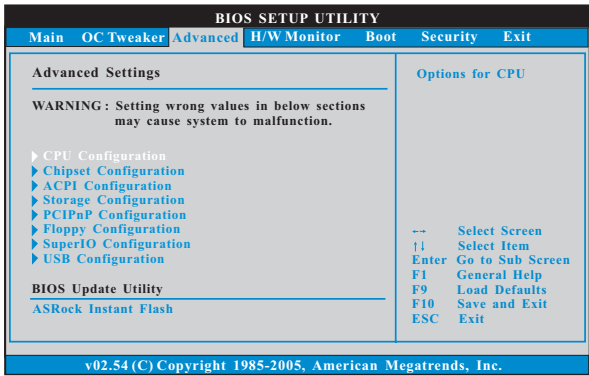 BIOS SETUP UTILITY
Main OC Tweaker Advanced H/W Monitor Boot Security Exit
Advanced Settings
WARNING : Setting wrong values in below sections
may cause system to malfunction.
CPU Configuration
Chipset Configuration
ACPI Configuration
Storage Configuration
PCIPnP Configuration
Floppy Configuration
SuperIO Configuration
USB Configuration
BIOS Update Utility
ASRock Instant Flash
Options for CPU
←→ Select Screen
↑↓ Select Item
Enter Go to Sub Screen
F1 General Help
F9 Load Defaults
F10 Save and Exit
ESC Exit
v02.54 (C) Copyright 1985-2005, American Megatrends, Inc.